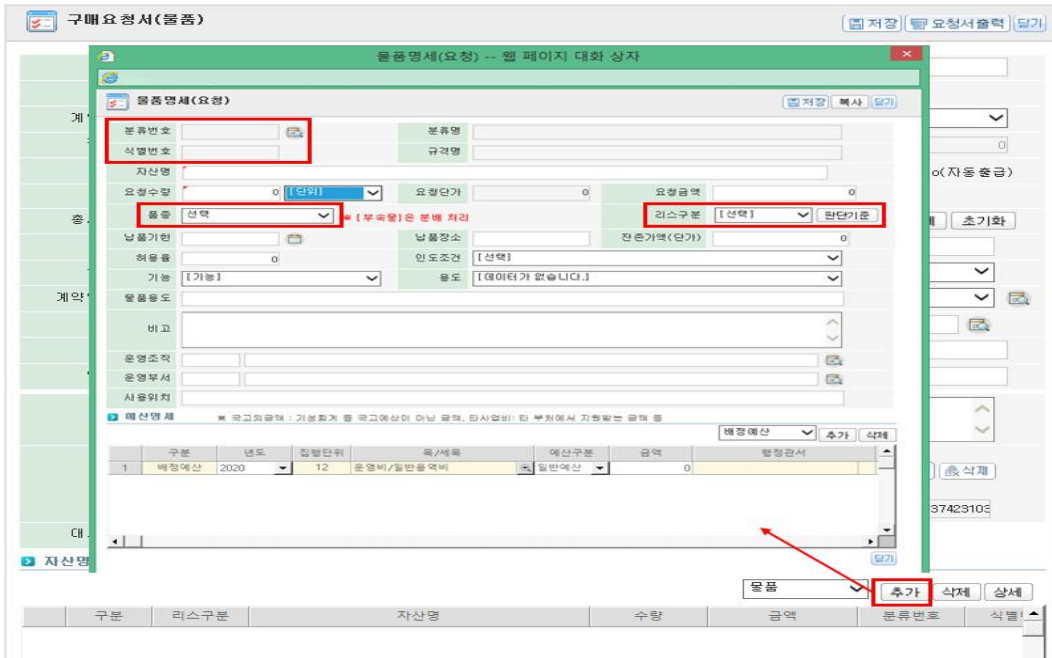 구매요청서(물품) 저장 요청서출력 닫기
물품명세(요청) -- 웹 페이지 대화 상자
물품명세(요청) 저장 복사 닫기
분류번호 분류명
식별번호 규격명
자산명
요청수량 0 [단위] 요청단가 0 요청금액 0
품종 선택 ※ [부속물]은 분배 처리 리스구분 [선택] 판단기준
납품기한 납품장소 잔존가액(단가) 0
허용율 0 인도조건 [선택]
기능 [기능] 용도 [데이터가 없습니다.]
물품용도
비고
운영조직
운영부서
사용위치
예산명세 ※ 국고외금액 : 기성회계 등 국고예산이 아닌 금액, 타사업비: 타 부처에서 지원받는 금액 등
배정예산 추가 삭제
구분 년도 집행단위 목/세목 예산구분 금액 행정관서
1 배정예산 2020 12 운영비/일반용역비 일반예산 0
닫기
계약
0
o(자동출급)
총
초기화
계약
삭제
37423103
대
자산명
물품 추가 삭제 상세
구분 리스구분 자산명 수량 금액 분류번호 식별